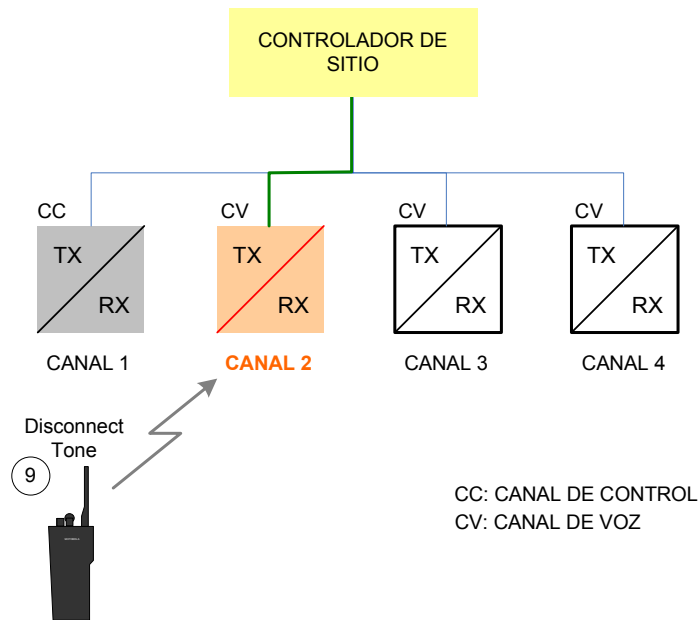 CONTROLADOR DE
SITIO
CC
CV
CV
CV
TX
RX
TX
RX
TX
RX
TX
RX
CANAL 1
CANAL 2
CANAL 3
CANAL 4
Disconnect
Tone
9
CC: CANAL DE CONTROL
CV: CANAL DE VOZ